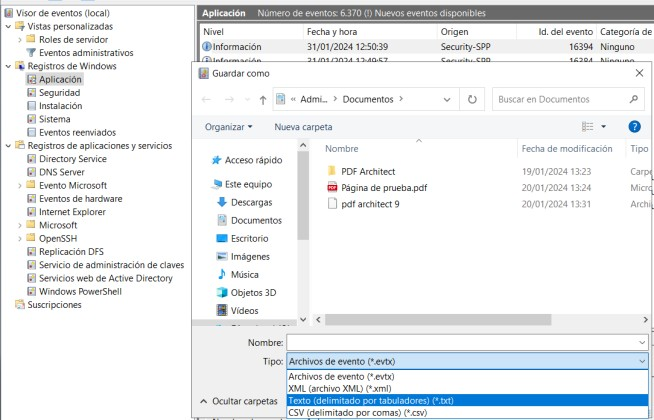 Visor de eventos (local)
Vistas personalizadas
Roles de servidor
Eventos administrativos
Registros de Windows
Aplicación
Seguridad
Instalación
Sistema
Eventos reenviados
Registros de aplicaciones y servicios
Directory Service
DNS Server
Evento Microsoft
Eventos de hardware
Internet Explorer
Microsoft
OpenSSH
Replicación DFS
Servicio de administración de claves
Servicios web de Active Directory
Windows PowerShell
Suscripciones
Aplicación Número de eventos: 6.370 (!) Nuevos eventos disponibles
Nivel Fecha y hora Origen Id. del evento Categoría de
Información 31/01/2024 12:50:39 Security-SPP 16394 Ninguno
Información 31/01/2024 12:49:57 Security-SPP 16384 Ninguno
Guardar como
« Admi... > Documentos >
Buscar en Documentos
Organizar Nueva carpeta
Acceso rápido
Este equipo
Descargas
Documentos
Escritorio
Imágenes
Música
Objetos 3D
Vídeos
Nombre Fecha de modificación Tipo
PDF Architect 19/01/2024 13:23 Carpe
Página de prueba.pdf 20/01/2024 13:24 Micro
pdf architect 9 20/01/2024 13:31 Archi
Nombre:
Tipo: Archivos de evento (*.evtx)
Archivos de evento (*.evtx)
XML (archivo XML) (*.xml)
Texto (delimitado por tabuladores) (*.txt)
CSV (delimitado por comas) (*.csv)
Ocultar carpetas